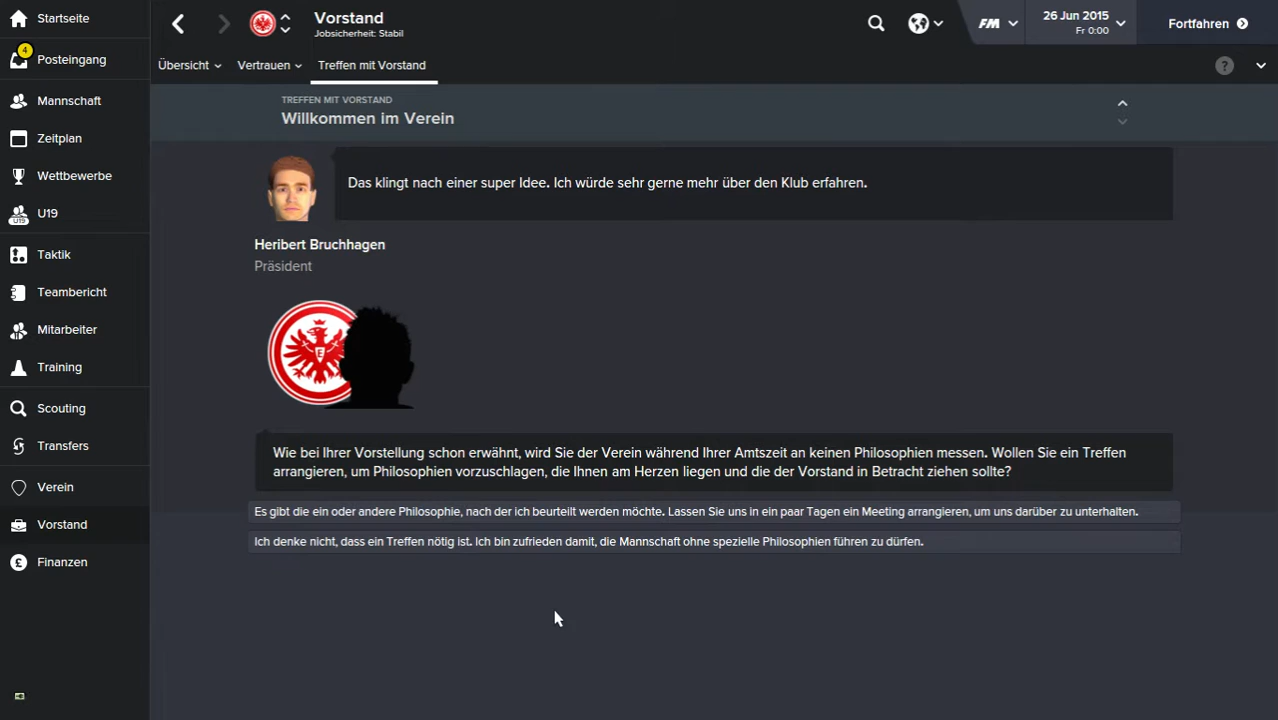 Startseite
4
Posteingang
Mannschaft
Zeitplan
Wettbewerbe
U19
U19
Taktik
Teambericht
Mitarbeiter
Training
Scouting
Transfers
Verein
Vorstand
£
Finanzen
Vorstand
Jobsicherheit: Stabil
FM
26 Jun 2015
Fr 0:00
Fortfahren
Übersicht
Vertrauen
Treffen mit Vorstand
?
TREFFEN MIT VORSTAND
Willkommen im Verein
Das klingt nach einer super Idee. Ich würde sehr gerne mehr über den Klub erfahren.
Heribert Bruchhagen
Präsident
E
Wie bei Ihrer Vorstellung schon erwähnt, wird Sie der Verein während Ihrer Amtszeit an keinen Philosophien messen. Wollen Sie ein Treffen
arrangieren, um Philosophien vorzuschlagen, die Ihnen am Herzen liegen und die der Vorstand in Betracht ziehen sollte?
Es gibt die ein oder andere Philosophie, nach der ich beurteilt werden möchte. Lassen Sie uns in ein paar Tagen ein Meeting arrangieren, um uns darüber zu unterhalten.
Ich denke nicht, dass ein Treffen nötig ist. Ich bin zufrieden damit, die Mannschaft ohne spezielle Philosophien führen zu dürfen.